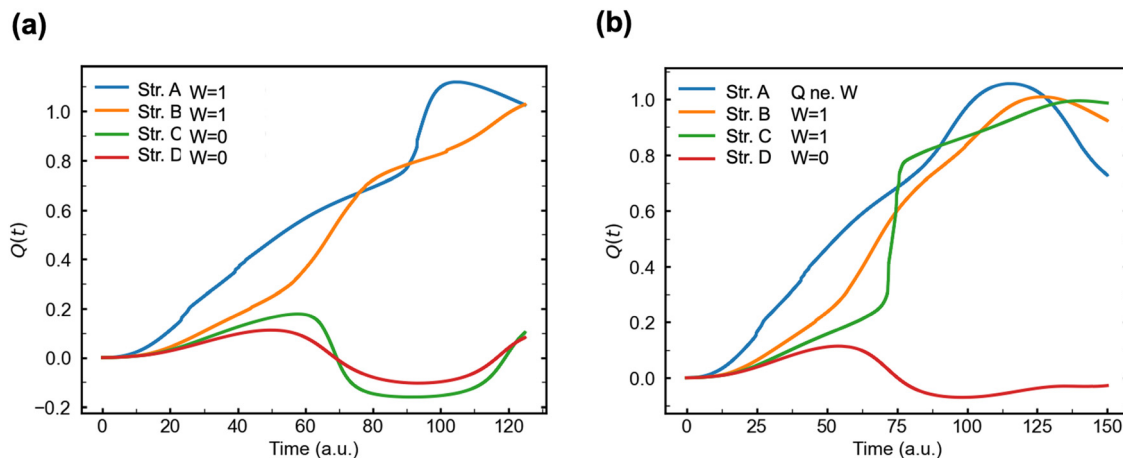 (a)
Str. A W=1
Str. B W=1
Str. C W=0
Str. D W=0
1.0
0.8
0.6
0.4
0.2
0.0
−0.2
Q(t)
0 20 40 60 80 100 120
Time (a.u.)
(b)
Str. A Q ne. W
Str. B W=1
Str. C W=1
Str. D W=0
1.0
0.8
0.6
0.4
0.2
0.0
Q(t)
0 25 50 75 100 125 150
Time (a.u.)